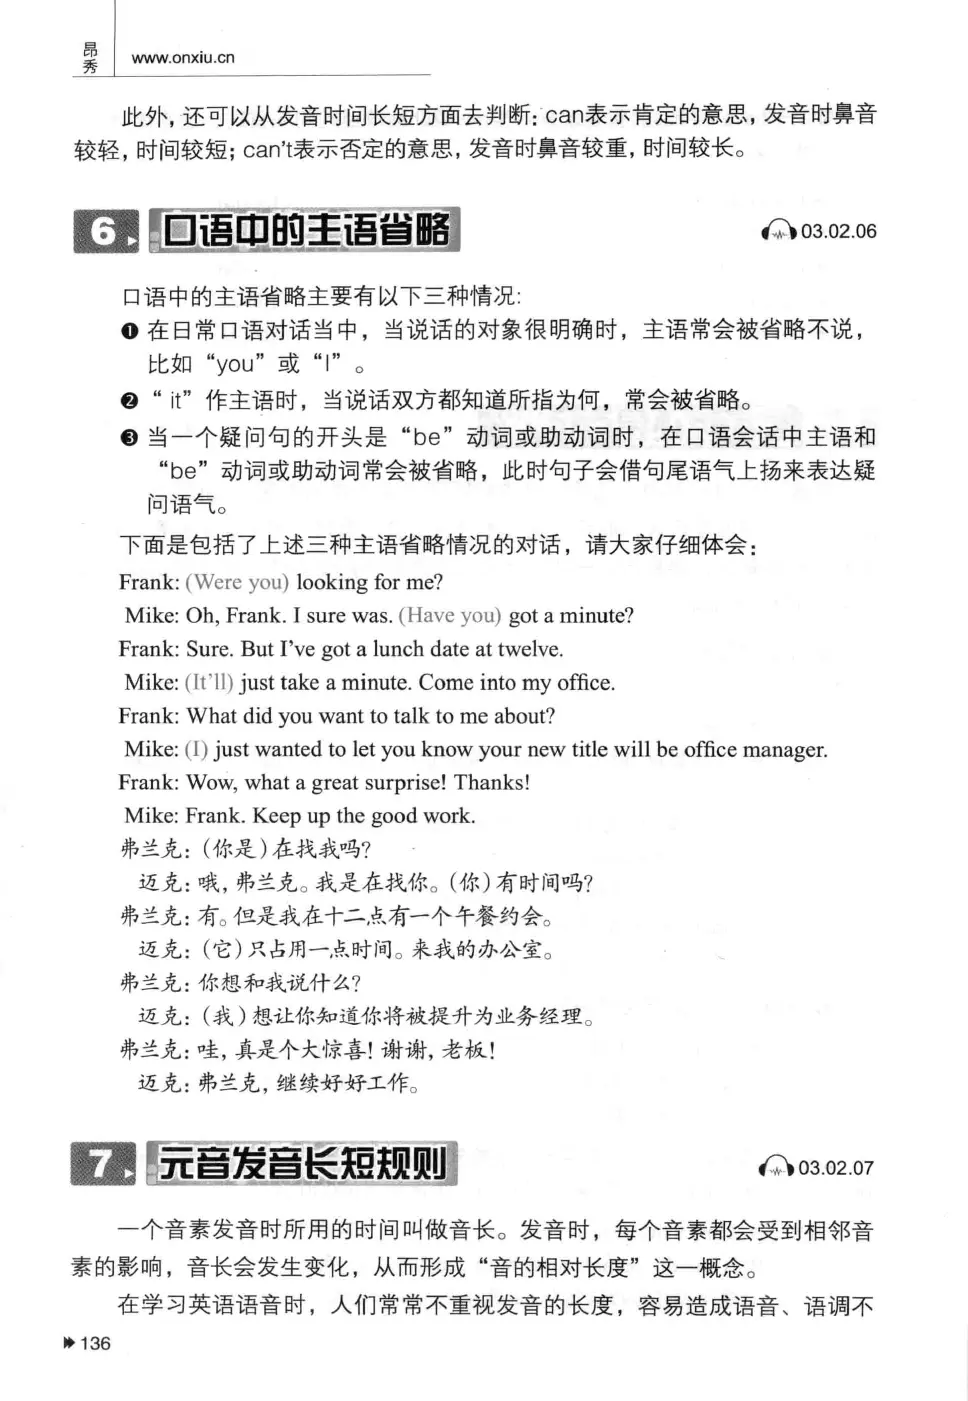 昂秀
www.onxiu.cn
此外, 还可以从发音时间长短方面去判断: can表示肯定的意思, 发音时鼻音
较轻, 时间较短; can't表示否定的意思, 发音时鼻音较重, 时间较长。
6 口语中的主语省略 03.02.06
口语中的主语省略主要有以下三种情况:
❶ 在日常口语对话当中，当说话的对象很明确时，主语常会被省略不说，
比如“you”或“I”。
❷ “ it”作主语时，当说话双方都知道所指为何，常会被省略。
❸ 当一个疑问句的开头是“be”动词或助动词时，在口语会话中主语和
“be”动词或助动词常会被省略，此时句子会借句尾语气上扬来表达疑
问语气。
下面是包括了上述三种主语省略情况的对话，请大家仔细体会：
Frank: (Were you) looking for me?
Mike: Oh, Frank. I sure was. (Have you) got a minute?
Frank: Sure. But I've got a lunch date at twelve.
Mike: (It'll) just take a minute. Come into my office.
Frank: What did you want to talk to me about?
Mike: (I) just wanted to let you know your new title will be office manager.
Frank: Wow, what a great surprise! Thanks!
Mike: Frank. Keep up the good work.
弗兰克: (你是)在找我吗?
迈克: 哦, 弗兰克。我是在找你。(你)有时间吗?
弗兰克: 有。但是我在十二点有一个午餐约会。
迈克: (它)只占用一点时间。来我的办公室。
弗兰克: 你想和我说什么?
迈克: (我)想让你知道你将被提升为业务经理。
弗兰克: 哇, 真是个大惊喜! 谢谢, 老板!
迈克: 弗兰克, 继续好好工作。
7 元音发音长短规则 03.02.07
一个音素发音时所用的时间叫做音长。发音时，每个音素都会受到相邻音
素的影响，音长会发生变化，从而形成“音的相对长度”这一概念。
在学习英语语音时，人们常常不重视发音的长度，容易造成语音、语调不
136